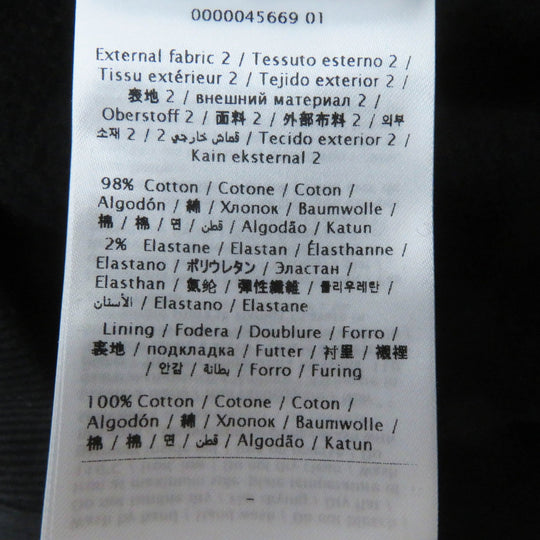 0000045669 01
External fabric 2 / Tessuto esterno 2 /
Tissu extérieur 2 / Tejido exterior 2 /
表地 2 / внешний материал 2 /
Oberstoff 2 / 面料 2 / 外部布料 2 / 외부
소재 2 / قماش خارجي 2 / Tecido exterior 2 /
Kain eksternal 2
98% Cotton / Cotone / Coton /
Algodón / 綿 / Хлопок / Baumwolle /
棉 / 棉 / 면 / قطن / Algodão / Katun
2% Elastane / Elastan / Élasthanne /
Elastano / ポリウレタン / Эластан /
Elasthan / 氨纶 / 彈性纖維 / 폴리우레탄 /
الأستان / Elastano / Elastane
Lining / Fodera / Doublure / Forro /
裏地 / подкладка / Futter / 衬里 / 襯裡
/ 안감 / بطانة / Forro / Furing
100% Cotton / Cotone / Coton /
Algodón / 綿 / Хлопок / Baumwolle /
棉 / 棉 / 면 / قطن / Algodão / Katun